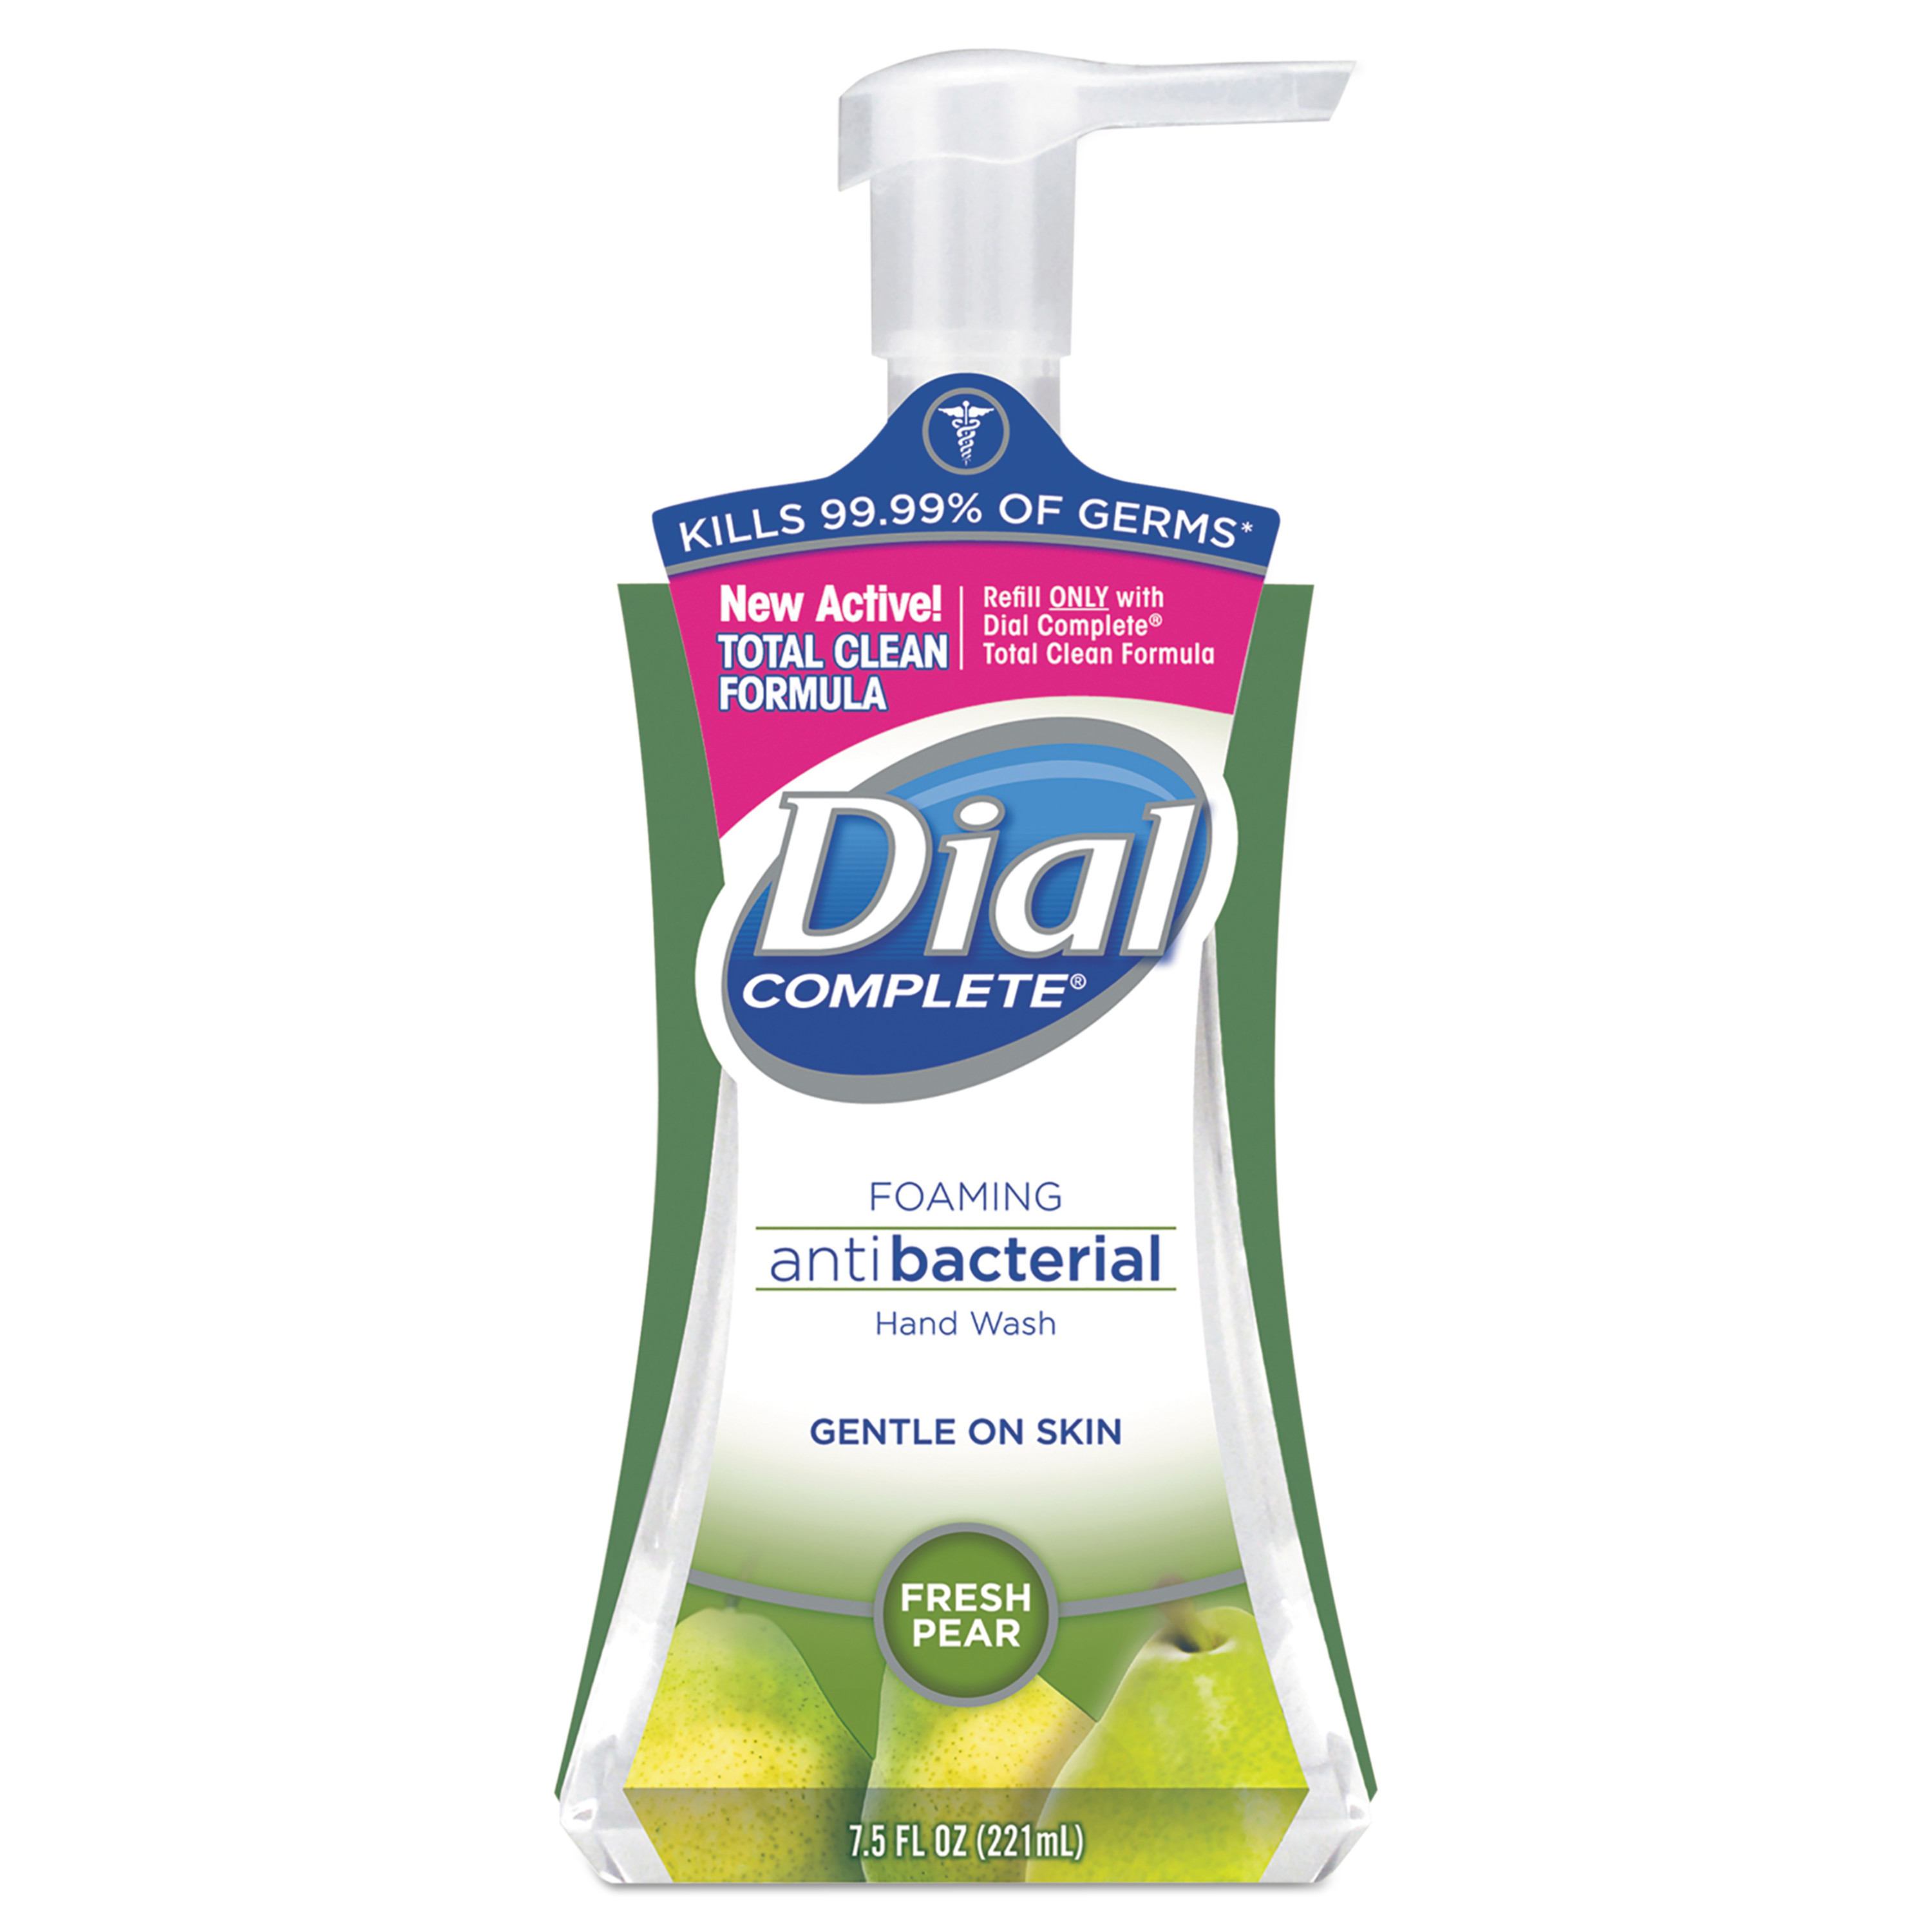 KILLS 99.99% OF GERMS*
New Active!
TOTAL CLEAN
FORMULA
Refill ONLY with
Dial Complete®
Total Clean Formula
Dial
COMPLETE®
FOAMING
antibacterial
Hand Wash
GENTLE ON SKIN
FRESH
PEAR
7.5 FL OZ (221mL)